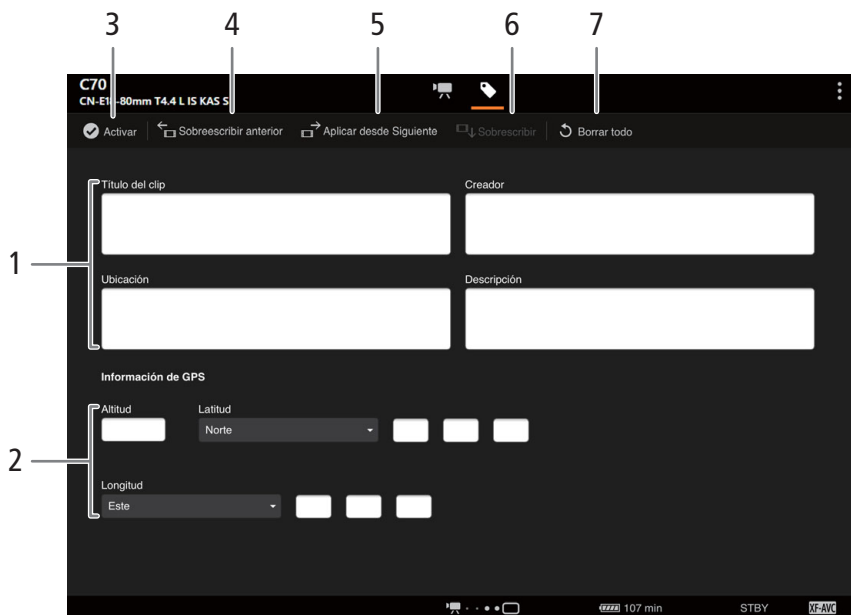 3 4 5 6 7
C70
CN-E18-80mm T4.4 L IS KAS S
Activar Sobreescribir anterior Aplicar desde Siguiente Sobrescribir Borrar todo
1
Título del clip Creador
Ubicación Descripción
Información de GPS
2
Altitud Latitud
Norte
Longitud
Este
107 min STBY XF-AVC